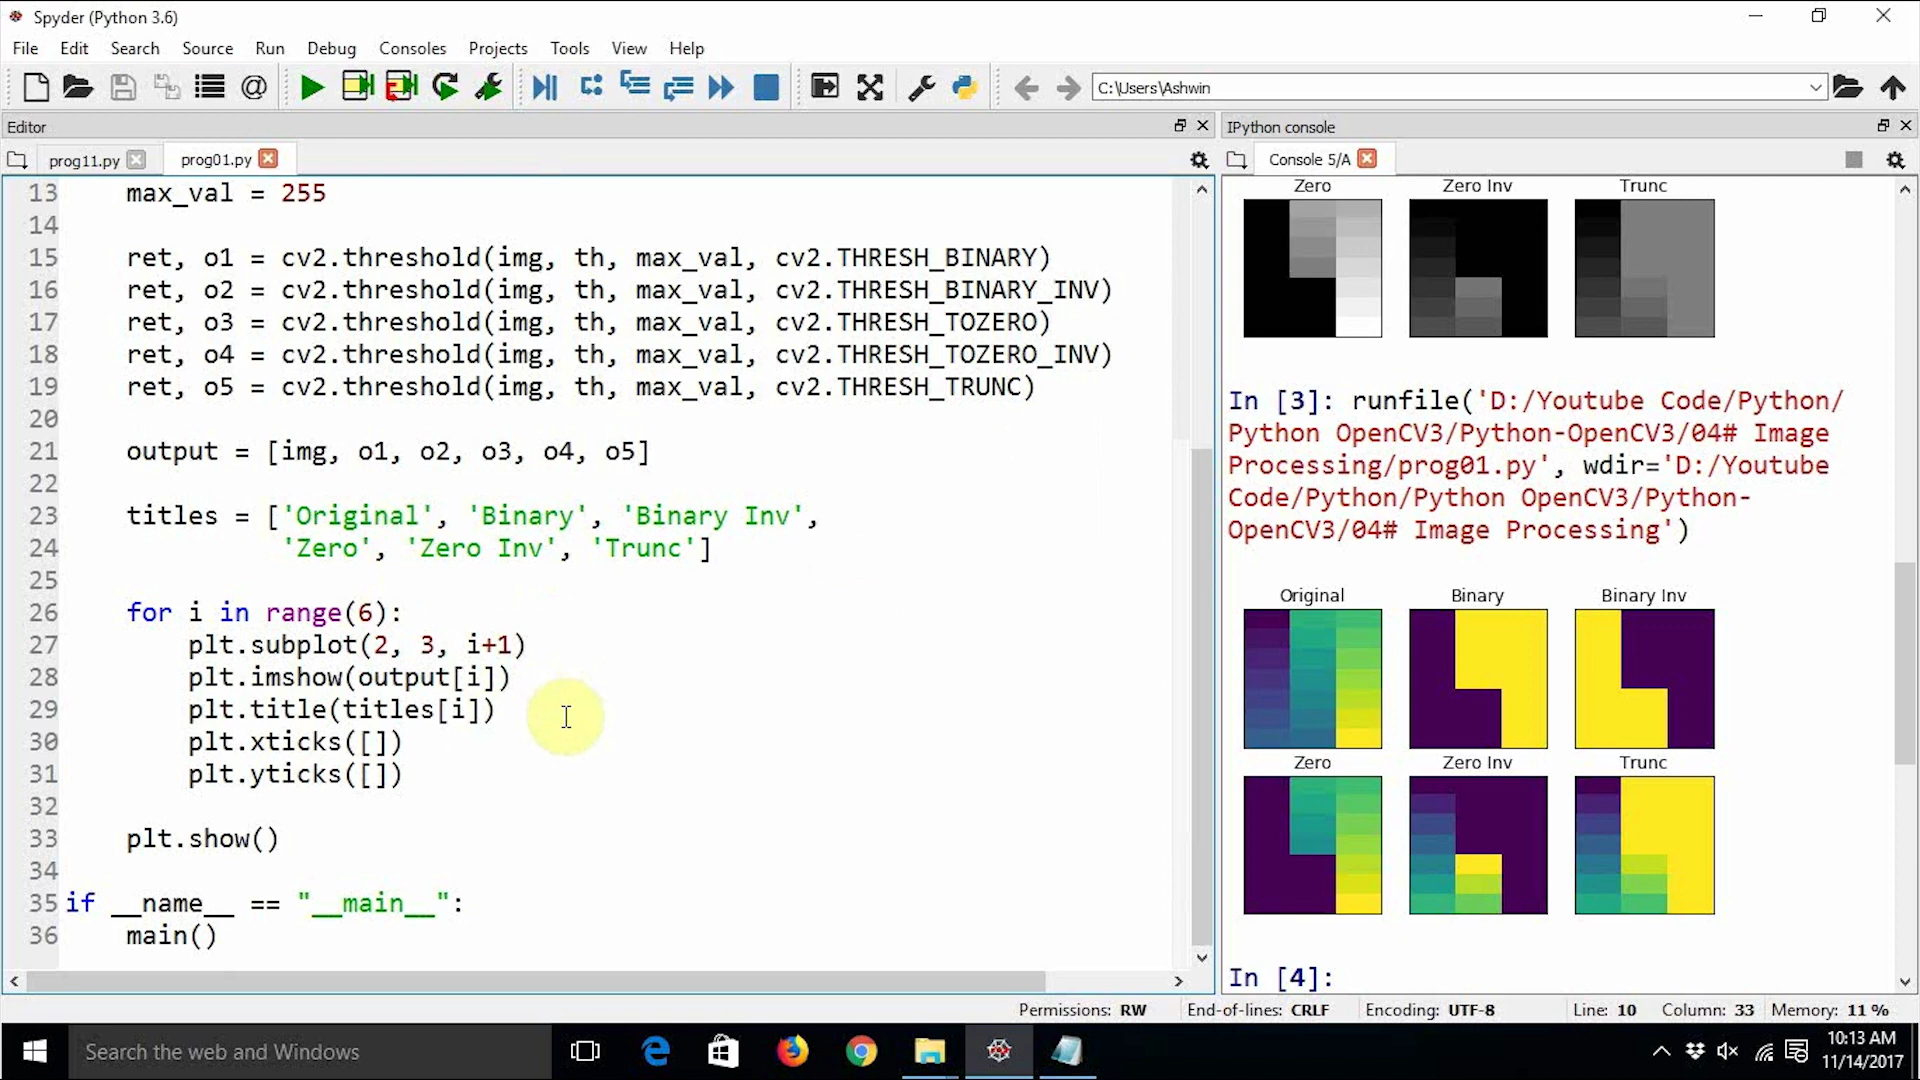 Spyder (Python 3.6)
File Edit Search Source Run Debug Consoles Projects Tools View Help
C:\Users\Ashwin
Editor
prog11.py prog01.py
13 max_val = 255
14
15 ret, o1 = cv2.threshold(img, th, max_val, cv2.THRESH_BINARY)
16 ret, o2 = cv2.threshold(img, th, max_val, cv2.THRESH_BINARY_INV)
17 ret, o3 = cv2.threshold(img, th, max_val, cv2.THRESH_TOZERO)
18 ret, o4 = cv2.threshold(img, th, max_val, cv2.THRESH_TOZERO_INV)
19 ret, o5 = cv2.threshold(img, th, max_val, cv2.THRESH_TRUNC)
20
21 output = [img, o1, o2, o3, o4, o5]
22
23 titles = ['Original', 'Binary', 'Binary Inv',
24 'Zero', 'Zero Inv', 'Trunc']
25
26 for i in range(6):
27 plt.subplot(2, 3, i+1)
28 plt.imshow(output[i])
29 plt.title(titles[i])
30 plt.xticks([])
31 plt.yticks([])
32
33 plt.show()
34
35 if __name__ == "__main__":
36 main()
IPython console
Console 5/A
Zero Zero Inv Trunc
In [3]: runfile('D:/Youtube Code/Python/
Python OpenCV3/Python-OpenCV3/04# Image
Processing/prog01.py', wdir='D:/Youtube
Code/Python/Python OpenCV3/Python-
OpenCV3/04# Image Processing')
Original Binary Binary Inv
Zero Zero Inv Trunc
In [4]:
Permissions: RW End-of-lines: CRLF Encoding: UTF-8 Line: 10 Column: 33 Memory: 11 %
Search the web and Windows
10:13 AM
11/14/2017